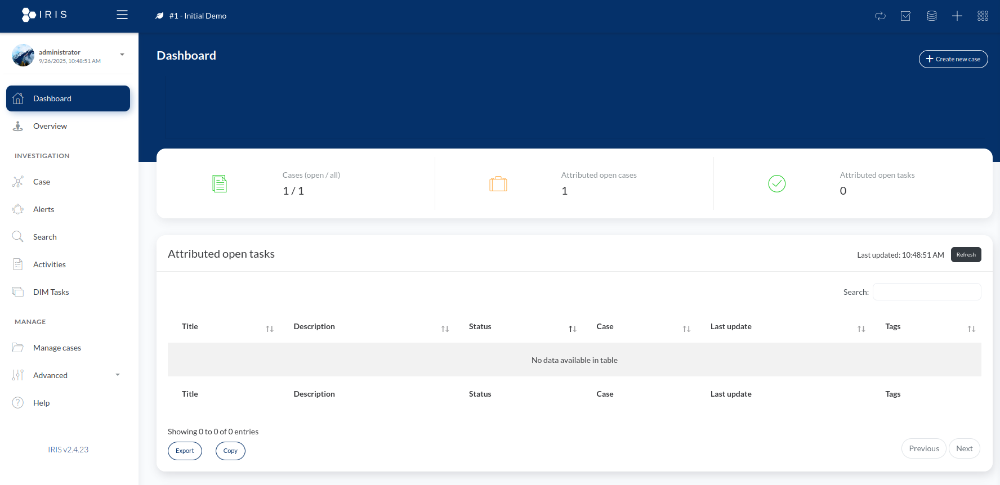 IRIS
#1 - Initial Demo
administrator
9/26/2025, 10:48:51 AM
Dashboard
Create new case
Dashboard
Overview
INVESTIGATION
Case
Alerts
Search
Activities
DIM Tasks
MANAGE
Manage cases
Advanced
Help
IRIS v2.4.23
Cases (open / all)
1 / 1
Attributed open cases
1
Attributed open tasks
0
Attributed open tasks
Last updated: 10:48:51 AM Refresh
Search:
Title Description Status Case Last update Tags
No data available in table
Title Description Status Case Last update Tags
Showing 0 to 0 of 0 entries
Export Copy
Previous Next